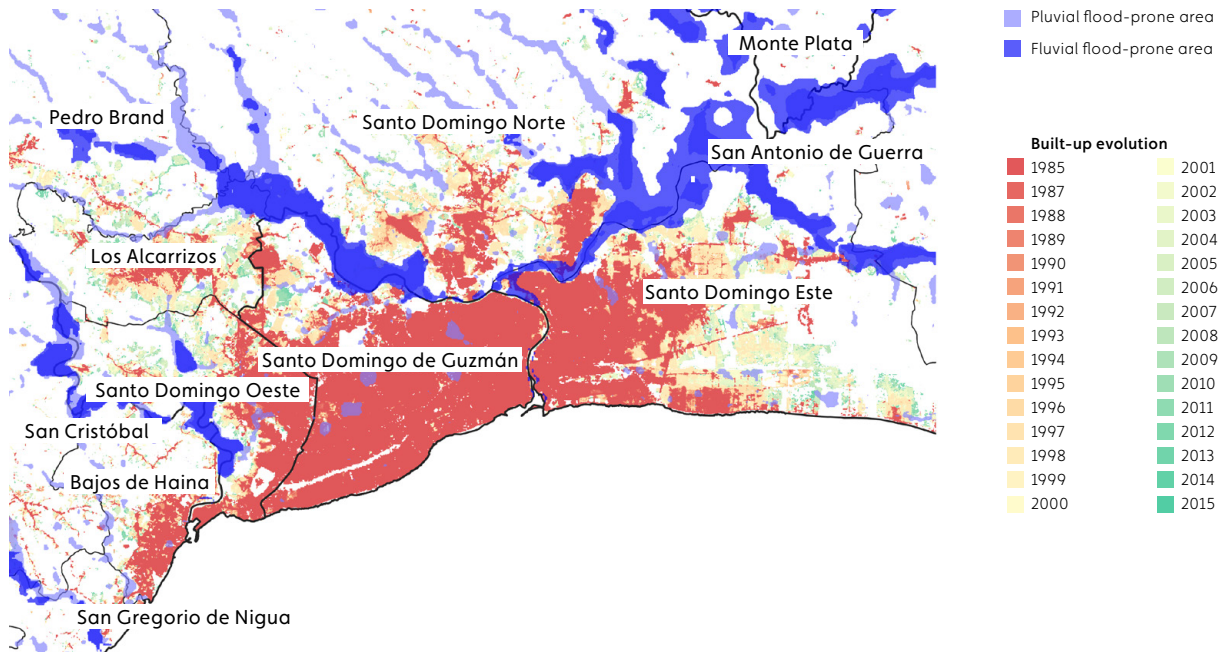 Pluvial flood-prone area
Fluvial flood-prone area
Monte Plata
Pedro Brand
Santo Domingo Norte
San Antonio de Guerra
Los Alcarrizos
Santo Domingo Este
Santo Domingo de Guzmán
Santo Domingo Oeste
San Cristóbal
Bajos de Haina
San Gregorio de Nigua
Built-up evolution
1985
1987
1988
1989
1990
1991
1992
1993
1994
1995
1996
1997
1998
1999
2000
2001
2002
2003
2004
2005
2006
2007
2008
2009
2010
2011
2012
2013
2014
2015